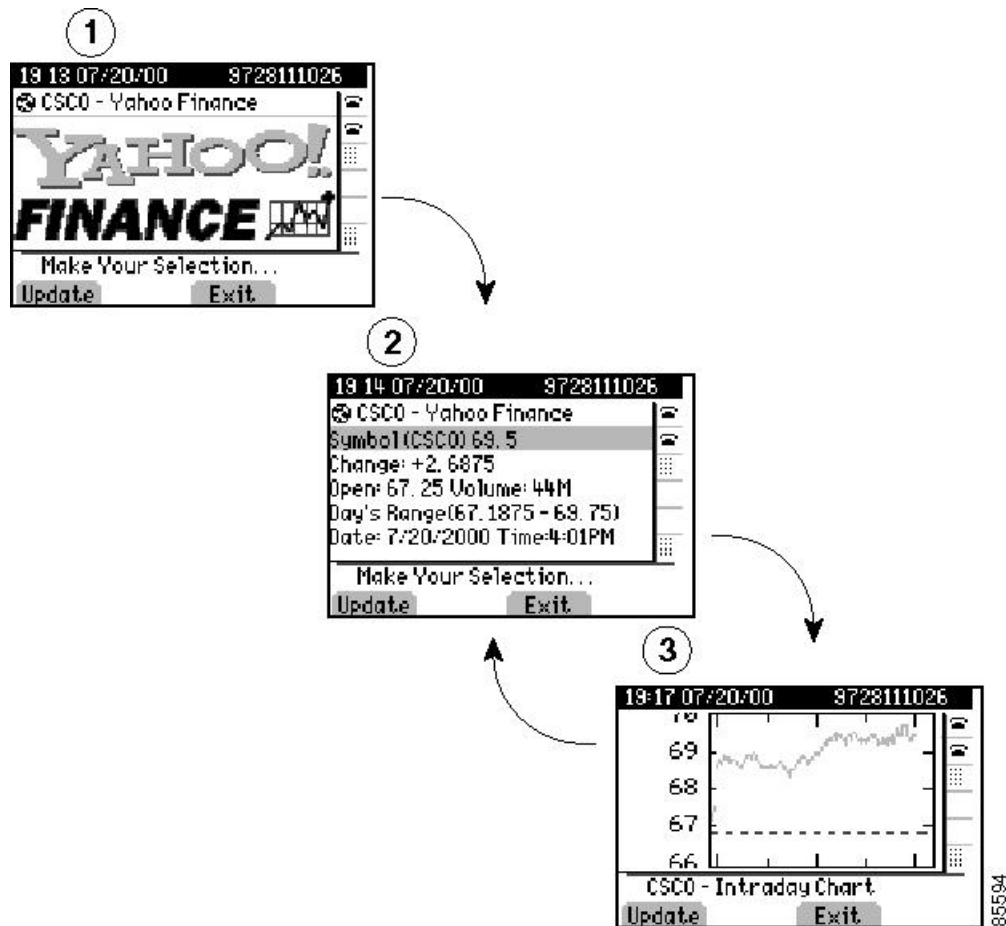 1
19 13 07/20/00 9728111026
CSCO - Yahoo Finance
YAHOO!
FINANCE
Make Your Selection...
Update Exit
2
19 14 07/20/00 9728111026
CSCO - Yahoo Finance
Symbol(CSCO) 69.5
Change: +2.6875
Open: 67.25 Volume: 44M
Day's Range(67.1875 - 69.75)
Date: 7/20/2000 Time:4:01PM
Make Your Selection...
Update Exit
3
19:17 07/20/00 9728111026
70
69
68
67
66
CSCO - Intraday Chart
Update Exit
85594